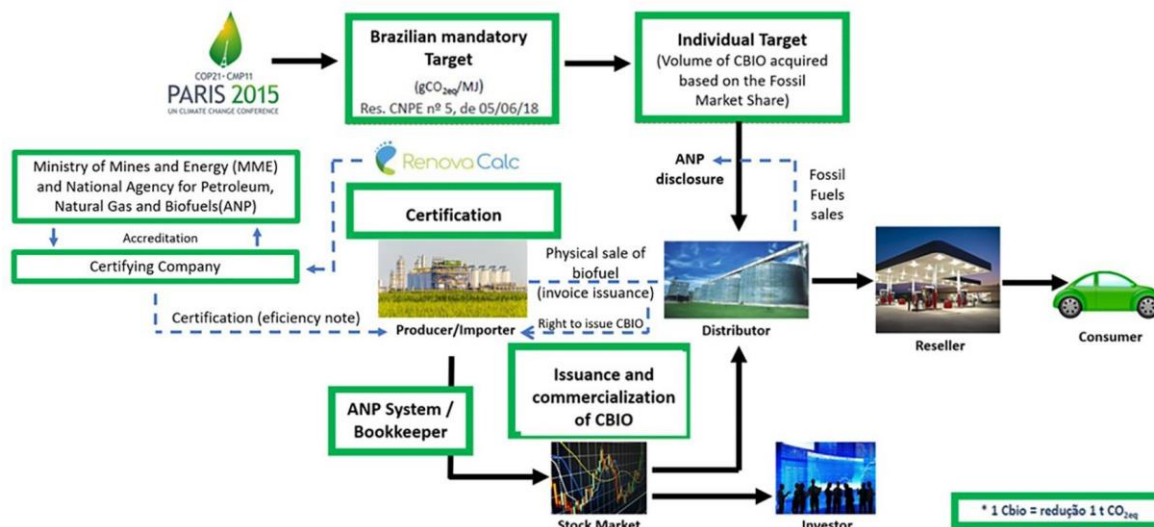 COP21·CMP11
PARIS 2015
UN CLIMATE CHANGE CONFERENCE
Brazilian mandatory
Target
(gCO2eq/MJ)
Res. CNPE nº 5, de 05/06/18
Individual Target
(Volume of CBIO acquired
based on the Fossil
Market Share)
Ministry of Mines and Energy (MME)
and National Agency for Petroleum,
Natural Gas and Biofuels(ANP)
Accreditation
Certifying Company
Certification (eficiency note)
RenovaCalc
Certification
Producer/Importer
Physical sale of
biofuel
(invoice issuance)
Right to issue CBIO
ANP
disclosure
Fossil
Fuels
sales
Distributor
Reseller
Consumer
ANP System /
Bookkeeper
Issuance and
commercialization
of CBIO
Stock Market
Investor
* 1 Cbio = redução 1 t CO2eq